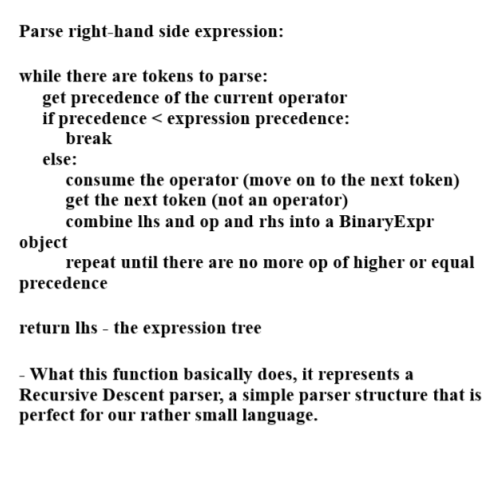 Parse right-hand side expression:
while there are tokens to parse:
get precedence of the current operator
if precedence < expression precedence:
break
else:
consume the operator (move on to the next token)
get the next token (not an operator)
combine lhs and op and rhs into a BinaryExpr
object
repeat until there are no more op of higher or equal
precedence
return lhs - the expression tree
- What this function basically does, it represents a
Recursive Descent parser, a simple parser structure that is
perfect for our rather small language.